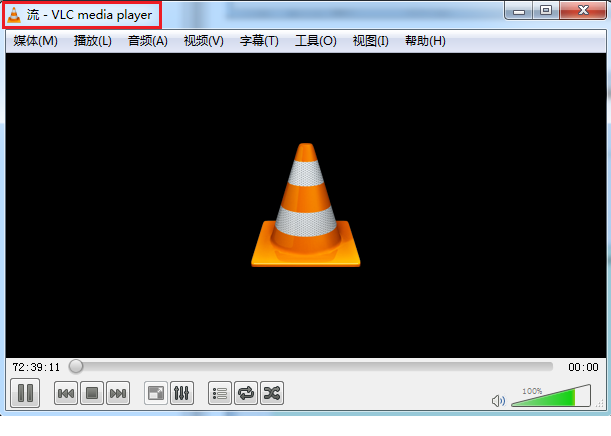 流 - VLC media player
媒体(M) 播放(L) 音频(A) 视频(V) 字幕(T) 工具(O) 视图(I) 帮助(H)
72:39:11 00:00
100%